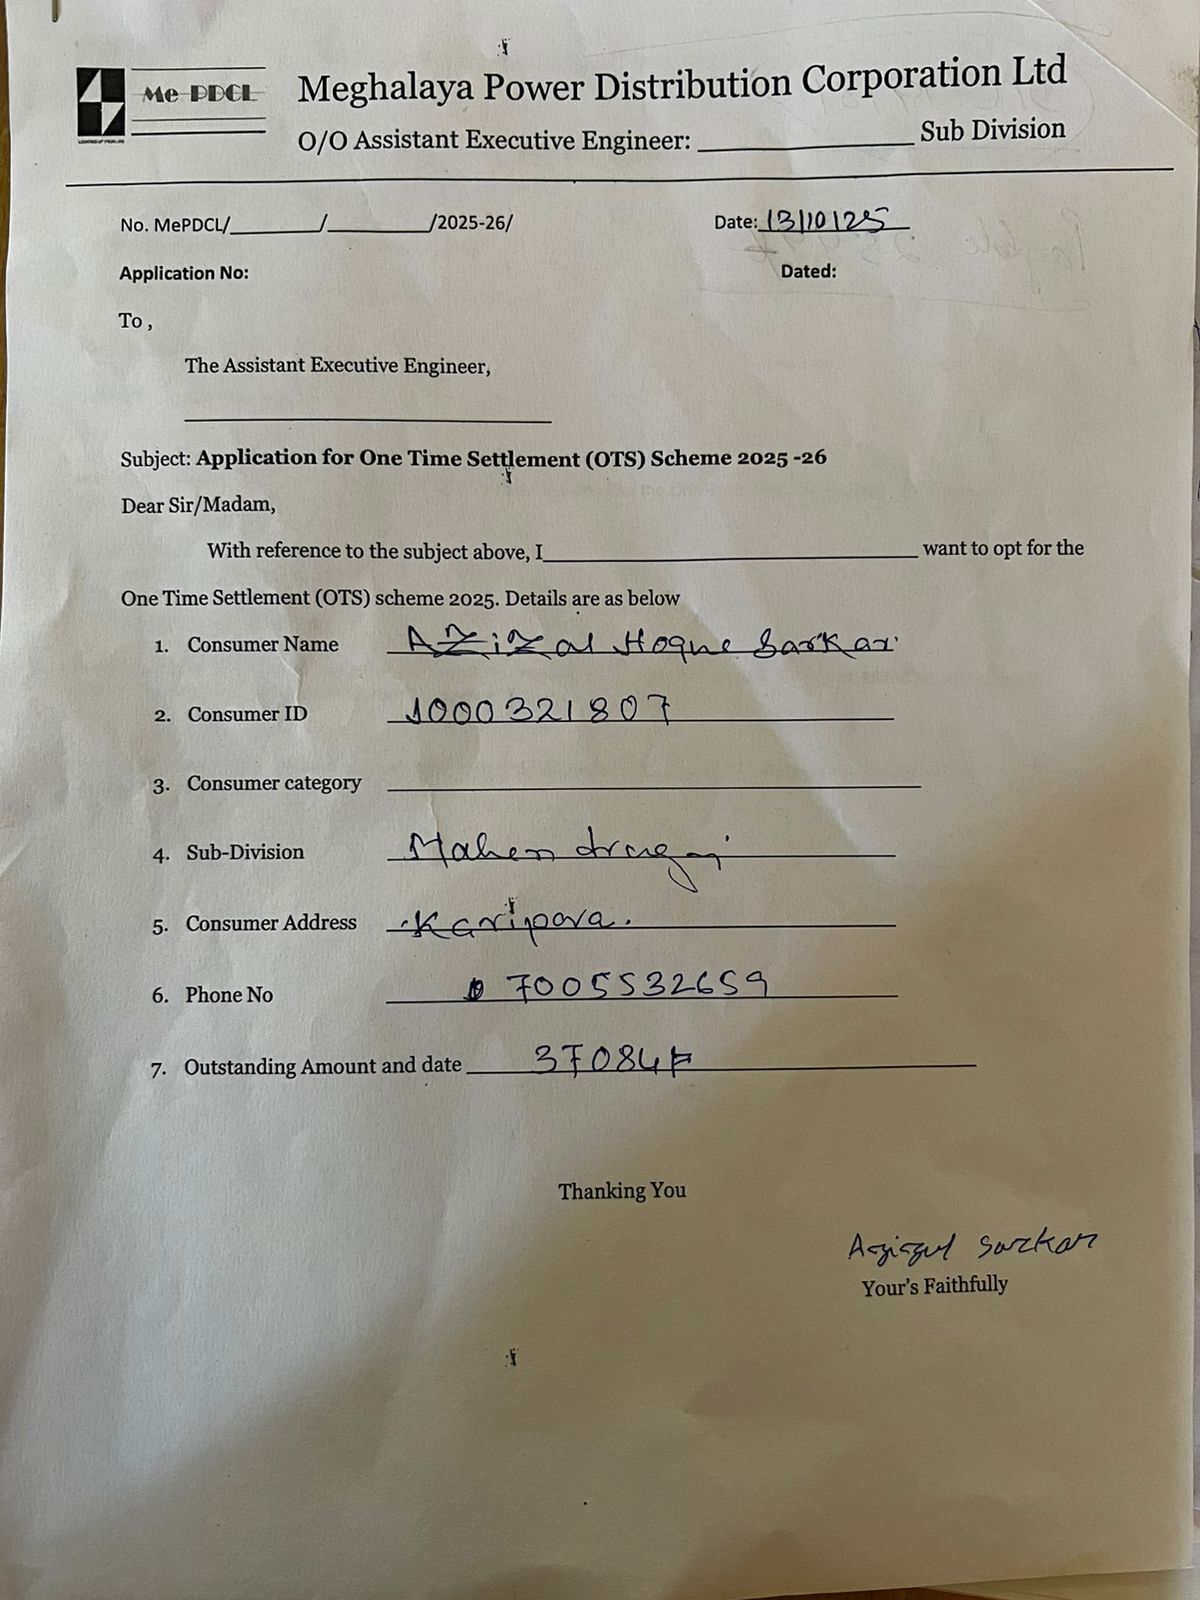 Me PDCL
Meghalaya Power Distribution Corporation Ltd
O/O Assistant Executive Engineer: ________________ Sub Division
No. MePDCL/________/________/2025-26/ Date: 13/10/25
Application No: Dated:
To ,
The Assistant Executive Engineer,
Subject: Application for One Time Settlement (OTS) Scheme 2025 -26
Dear Sir/Madam,
With reference to the subject above, I________________ want to opt for the
One Time Settlement (OTS) scheme 2025. Details are as below
1. Consumer Name AZiZal Hoque Sarkar
2. Consumer ID 1000321807
3. Consumer category
4. Sub-Division
5. Consumer Address Karipara.
6. Phone No 7005532659
7. Outstanding Amount and date 37084
Thanking You
Azizul Sarkar
Your's Faithfully